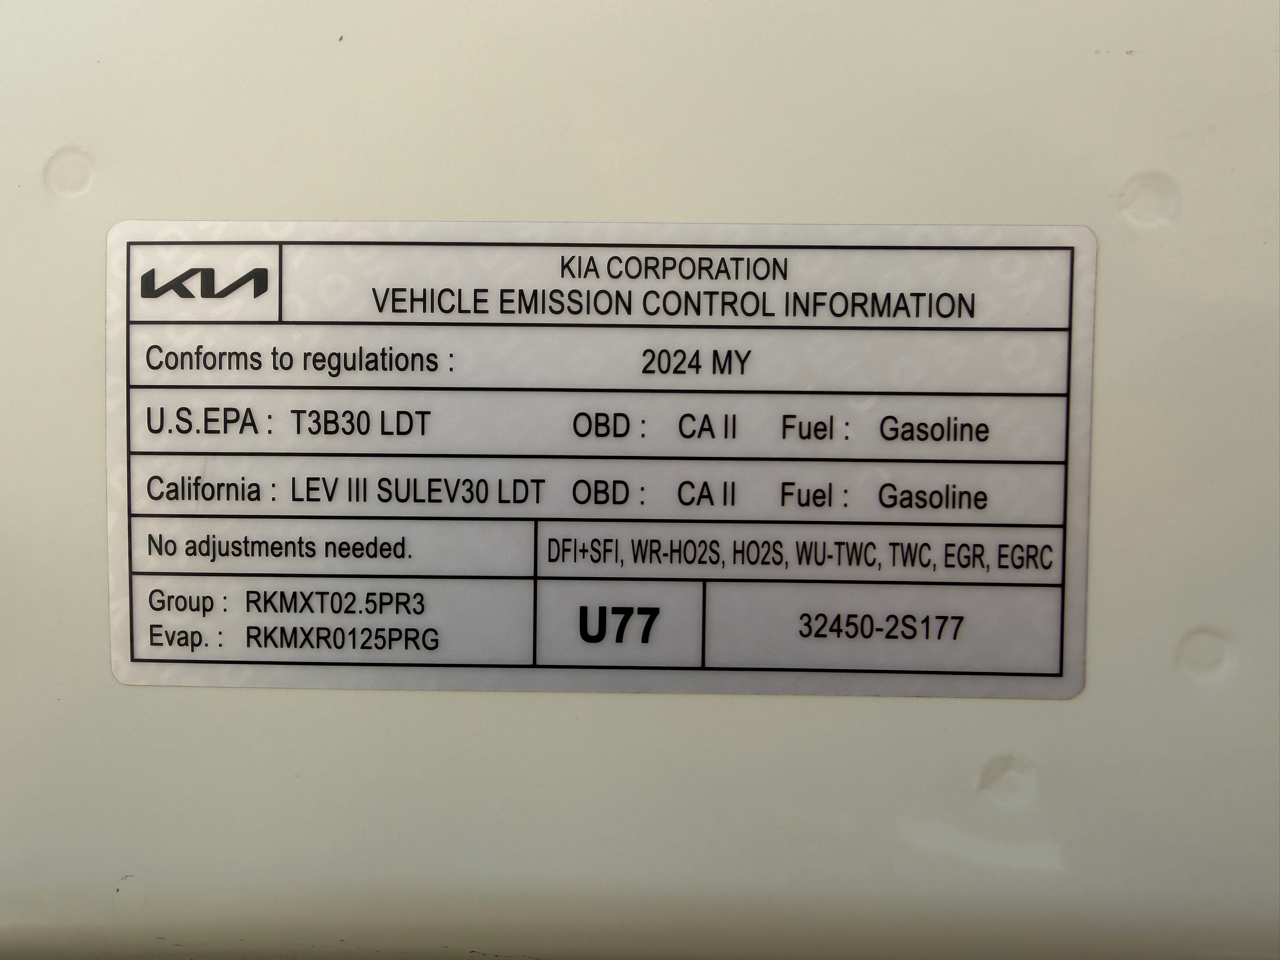 KIA
KIA CORPORATION
VEHICLE EMISSION CONTROL INFORMATION
Conforms to regulations : 2024 MY
U.S.EPA : T3B30 LDT OBD : CA II Fuel : Gasoline
California : LEV III SULEV30 LDT OBD : CA II Fuel : Gasoline
No adjustments needed. DFI+SFI, WR-HO2S, HO2S, WU-TWC, TWC, EGR, EGRC
Group : RKMXT02.5PR3
Evap. : RKMXR0125PRG
U77
32450-2S177